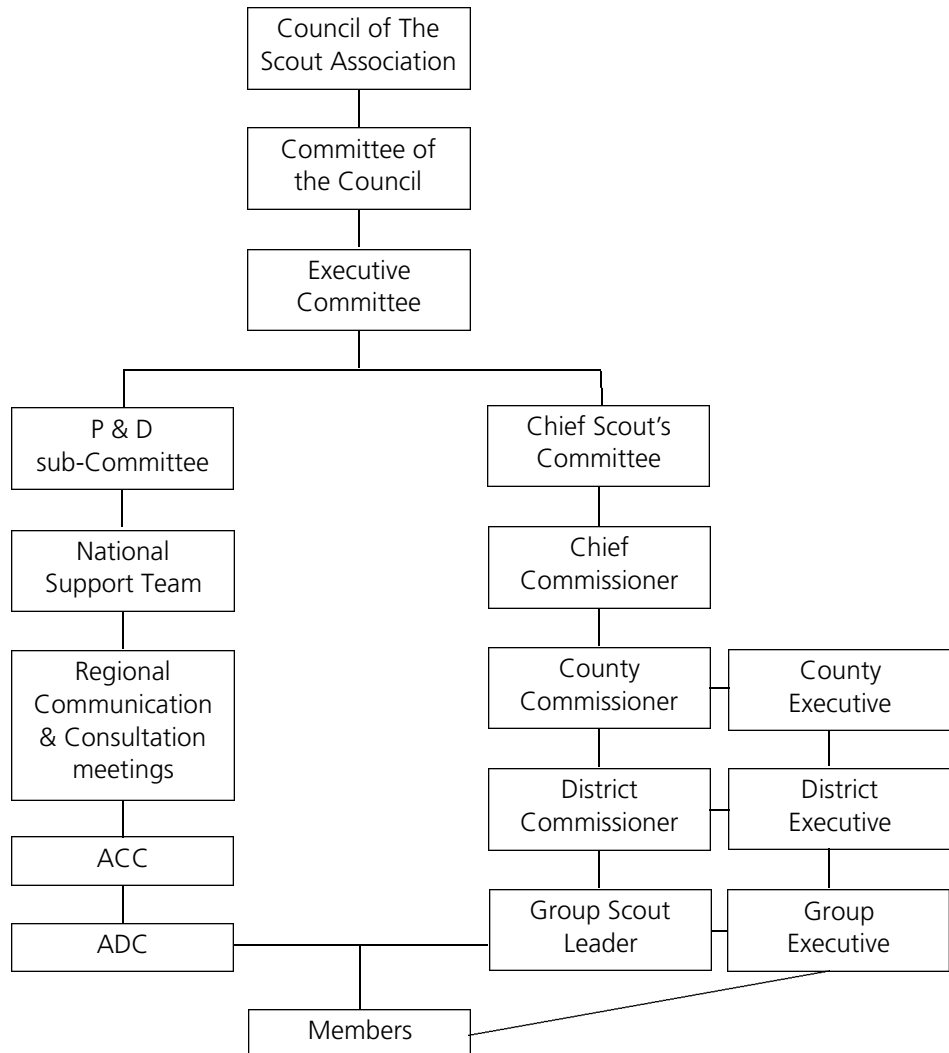 Council of The
Scout Association
Committee of
the Council
Executive
Committee
P & D
sub-Committee
Chief Scout's
Committee
National
Support Team
Chief
Commissioner
Regional
Communication
& Consultation
meetings
County
Commissioner
County
Executive
District
Commissioner
District
Executive
ACC
ADC
Group Scout
Leader
Group
Executive
Members